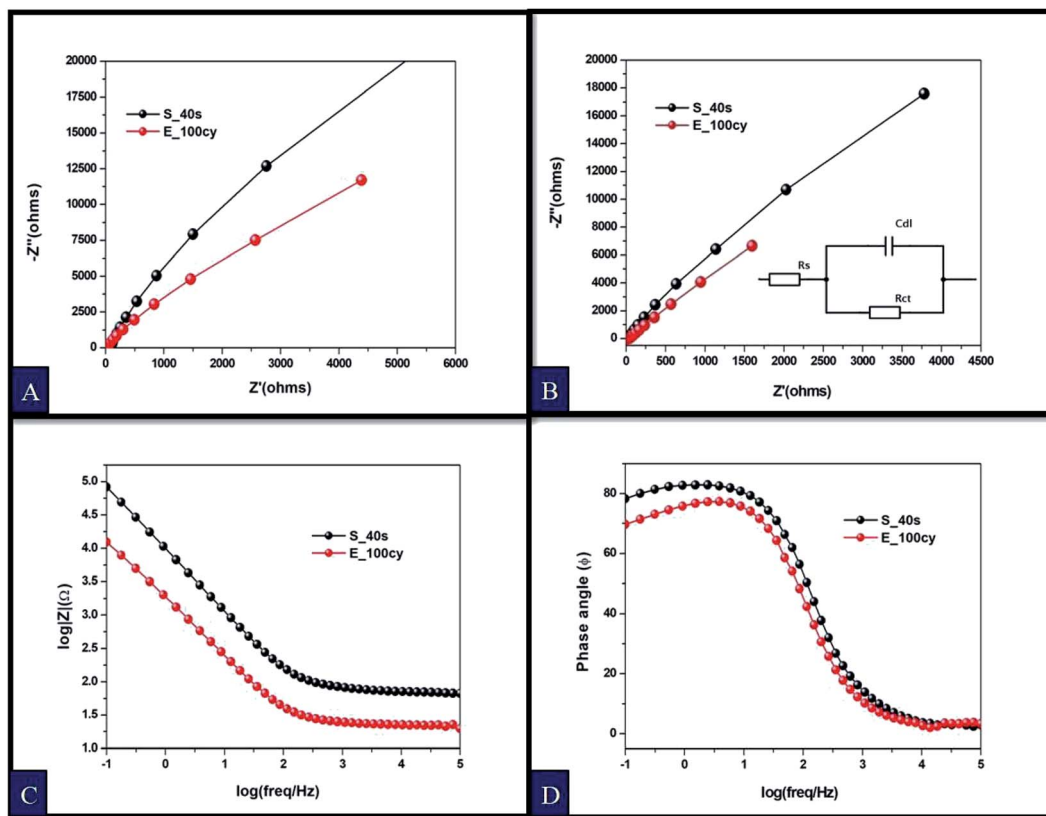 20000
17500
15000
12500
10000
7500
5000
2500
0
-Z''(ohms)
S_40s
E_100cy
0 1000 2000 3000 4000 5000 6000
Z'(ohms)
A
20000
18000
16000
14000
12000
10000
8000
6000
4000
2000
0
-Z''(ohms)
S_40s
E_100cy
Cdl
Rs
Rct
0 500 1000 1500 2000 2500 3000 3500 4000 4500
Z'(ohms)
B
5.0
4.5
4.0
3.5
3.0
2.5
2.0
1.5
1.0
log|Z|(Ω)
S_40s
E_100cy
-1 0 1 2 3 4 5
log(freq/Hz)
C
80
60
40
20
0
Phase angle (ϕ)
S_40s
E_100cy
-1 0 1 2 3 4 5
log(freq/Hz)
D